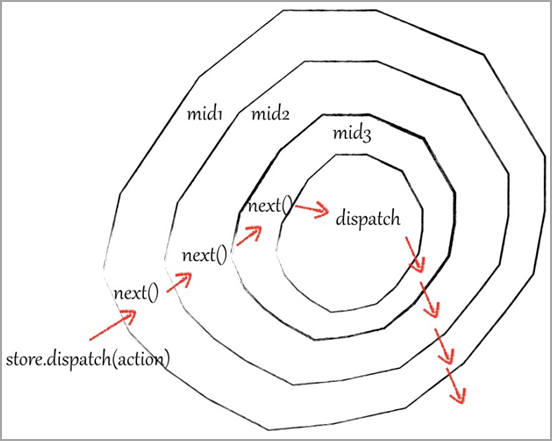 mid1
mid2
mid3
next()
dispatch
next()
next()
store.dispatch(action)